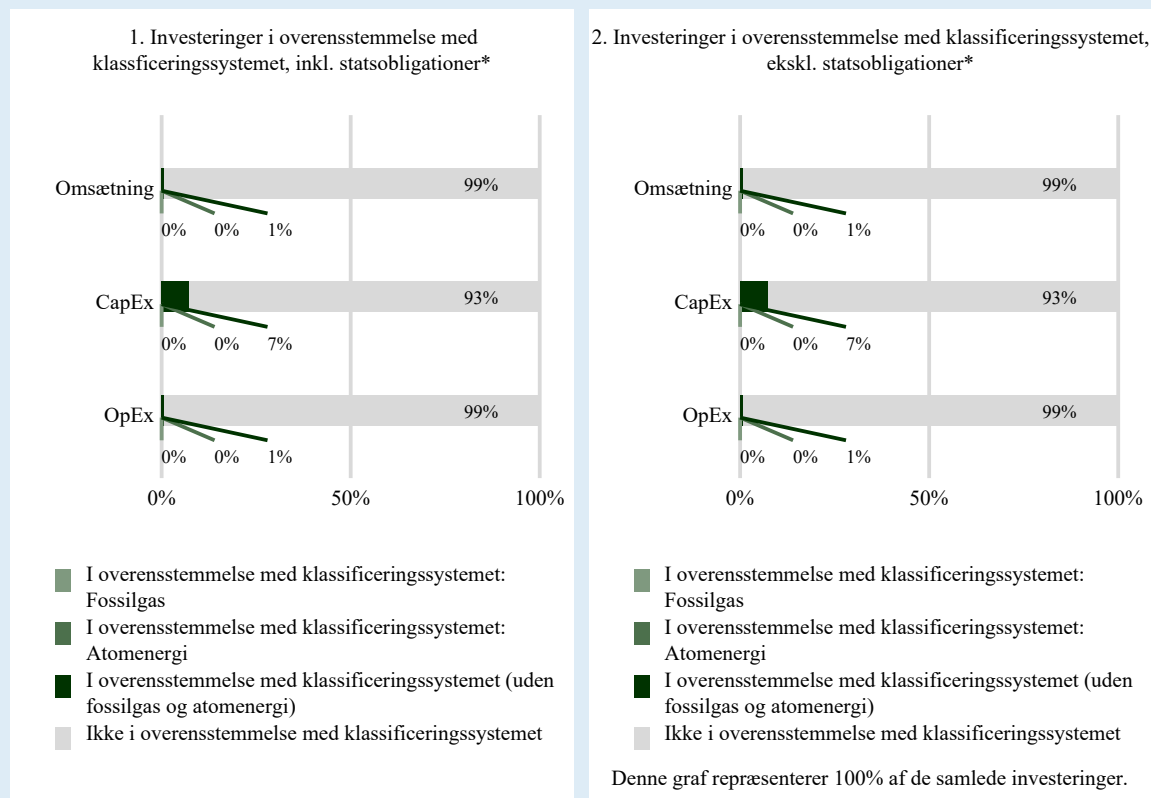 1. Investeringer i overensstemmelse med
klassficeringssystemet, inkl. statsobligationer*
Omsætning
99%
0% 0% 1%
CapEx
93%
0% 0% 7%
OpEx
99%
0% 0% 1%
0% 50% 100%
I overensstemmelse med klassificeringssystemet:
Fossilgas
I overensstemmelse med klassificeringssystemet:
Atomenergi
I overensstemmelse med klassificeringssystemet (uden
fossilgas og atomenergi)
Ikke i overensstemmelse med klassificeringssystemet
2. Investeringer i overensstemmelse med klassificeringssystemet,
ekskl. statsobligationer*
Omsætning
99%
0% 0% 1%
CapEx
93%
0% 0% 7%
OpEx
99%
0% 0% 1%
0% 50% 100%
I overensstemmelse med klassificeringssystemet:
Fossilgas
I overensstemmelse med klassificeringssystemet:
Atomenergi
I overensstemmelse med klassificeringssystemet (uden
fossilgas og atomenergi)
Ikke i overensstemmelse med klassificeringssystemet
Denne graf repræsenterer 100% af de samlede investeringer.